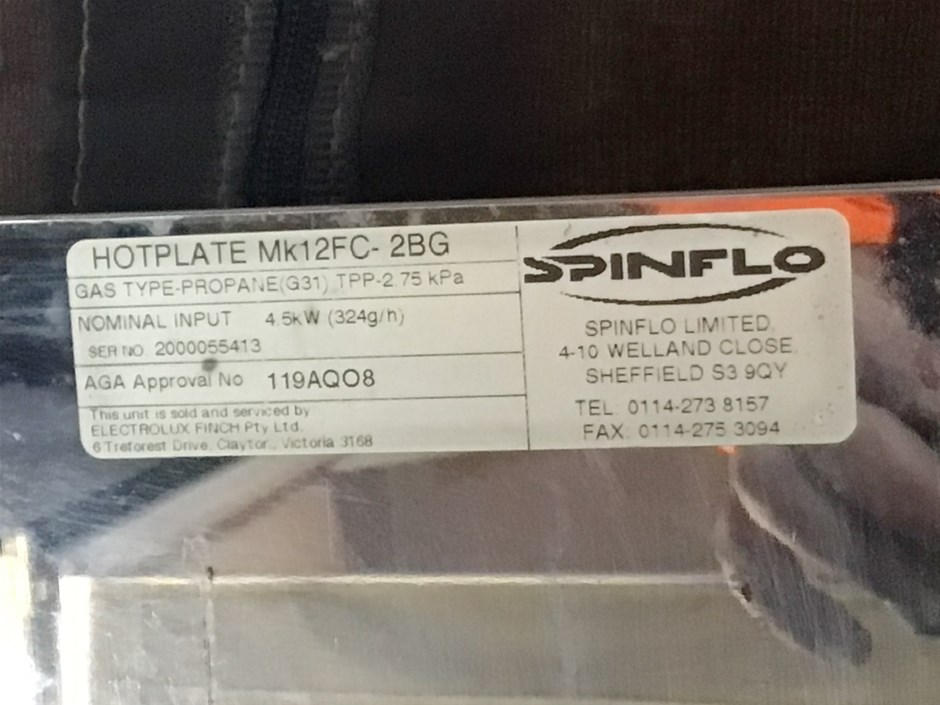 HOTPLATE Mk12FC- 2BG
GAS TYPE-PROPANE(G31) TPP-2.75 kPa
NOMINAL INPUT 4.5kW (324g/h)
SER NO 2000055413
AGA Approval No 119AQO8
This unit is sold and serviced by
ELECTROLUX FINCH Pty Ltd.
6 Treforest Drive, Clayton, Victoria 3168
SPINFLO
SPINFLO LIMITED,
4-10 WELLAND CLOSE,
SHEFFIELD S3 9QY
TEL: 0114-273 8157
FAX: 0114-275 3094